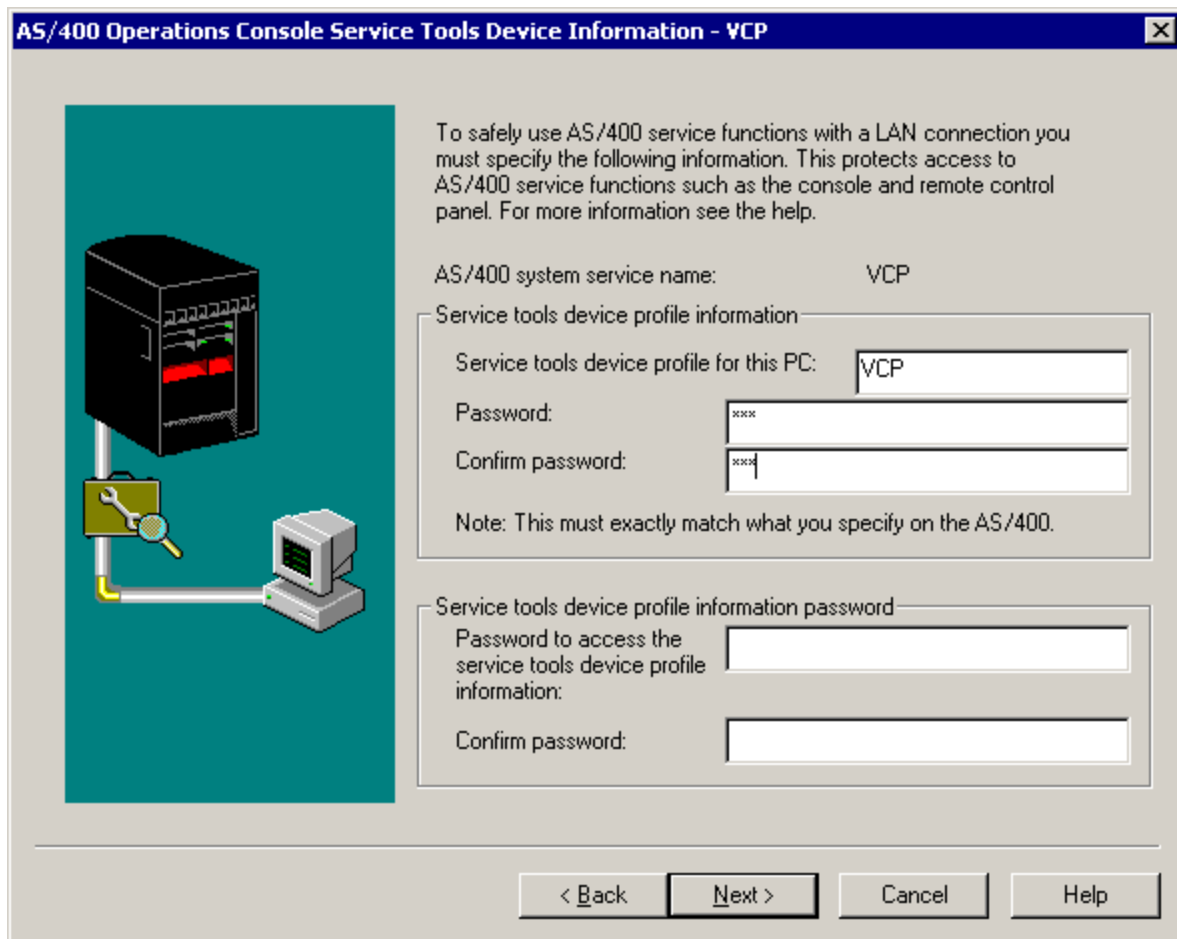 AS/400 Operations Console Service Tools Device Information - VCP
To safely use AS/400 service functions with a LAN connection you
must specify the following information. This protects access to
AS/400 service functions such as the console and remote control
panel. For more information see the help.
AS/400 system service name: VCP
Service tools device profile information
Service tools device profile for this PC: VCP
Password: ***
Confirm password: ***
Note: This must exactly match what you specify on the AS/400.
Service tools device profile information password
Password to access the
service tools device profile
information:
Confirm password:
< Back Next > Cancel Help